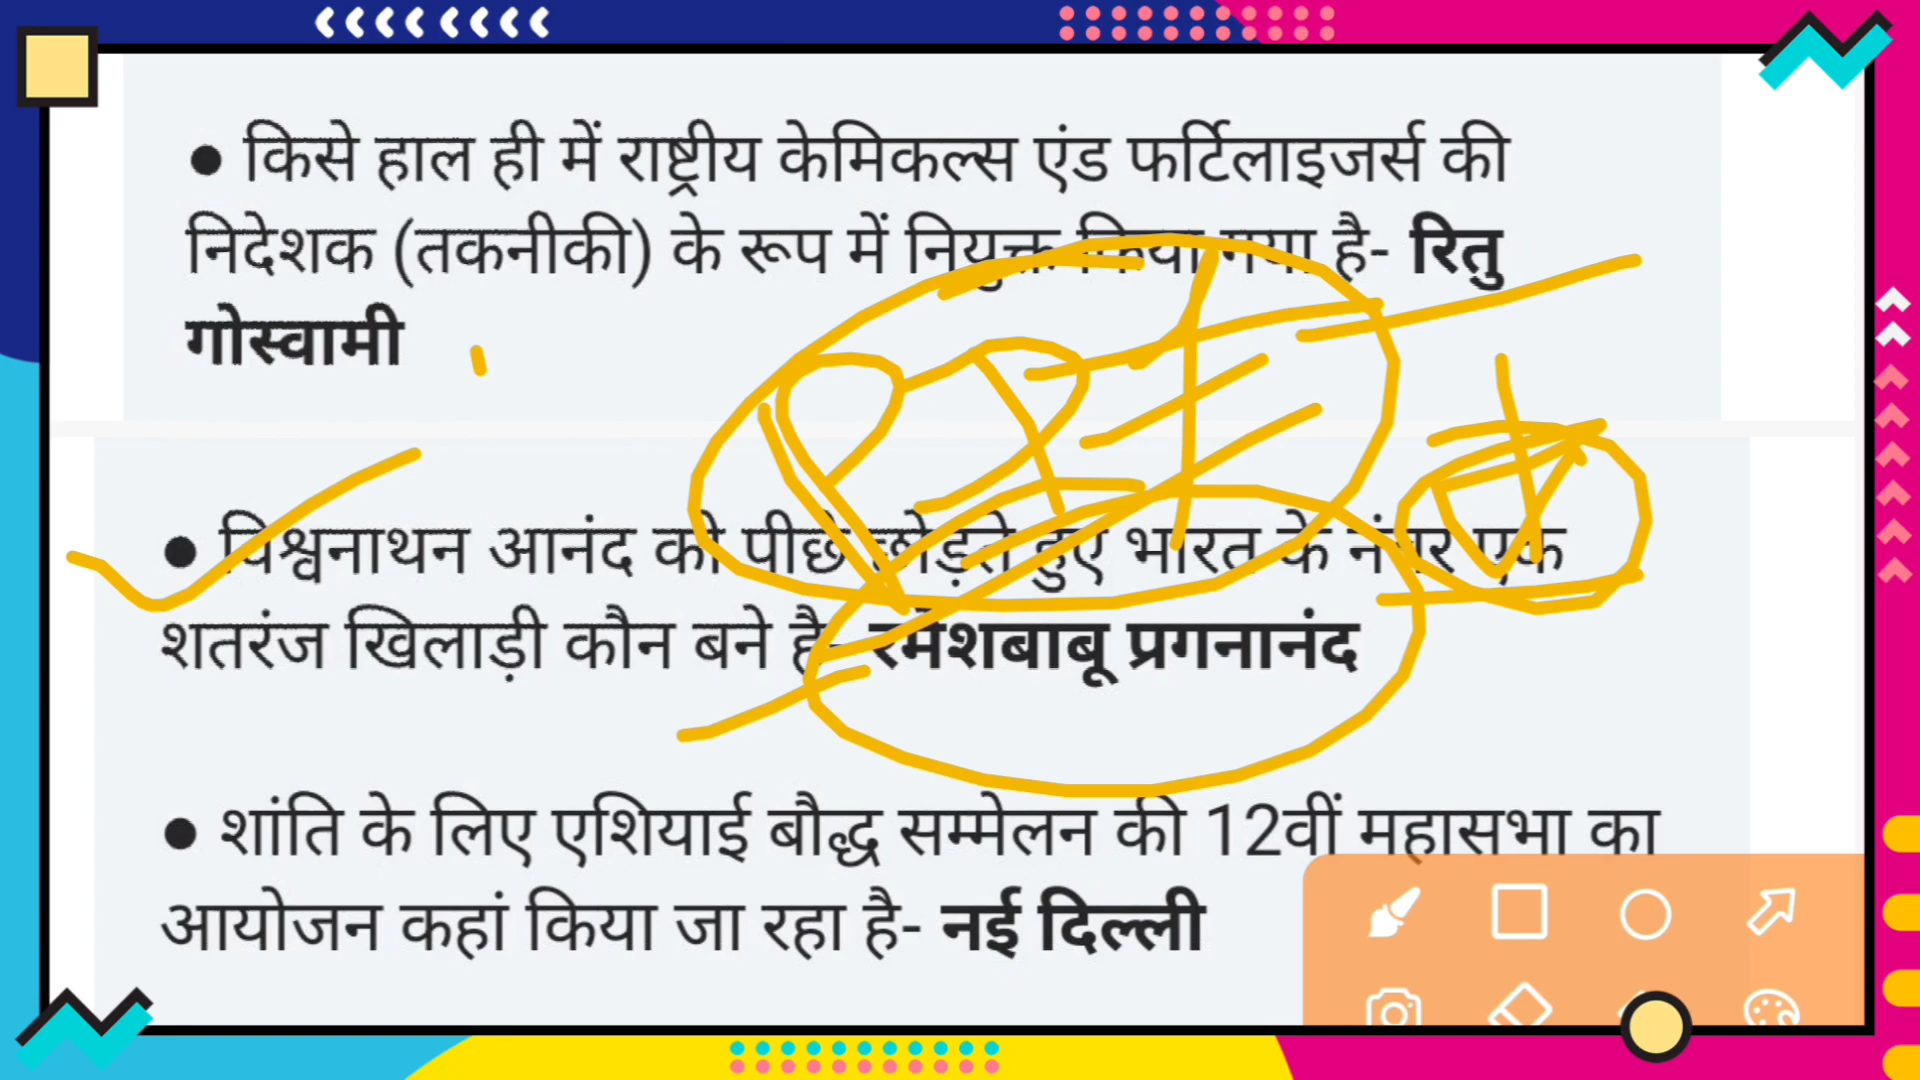 ● किसे हाल ही में राष्ट्रीय केमिकल्स एंड फर्टिलाइजर्स की
निदेशक (तकनीकी) के रूप में नियुक्त किया गया है- रितु
गोस्वामी
● विश्वनाथन आनंद को पीछे छोड़ते हुए भारत के नंबर एक
शतरंज खिलाड़ी कौन बने है- रमेशबाबू प्रगनानंद
● शांति के लिए एशियाई बौद्ध सम्मेलन की 12वीं महासभा का
आयोजन कहां किया जा रहा है- नई दिल्ली